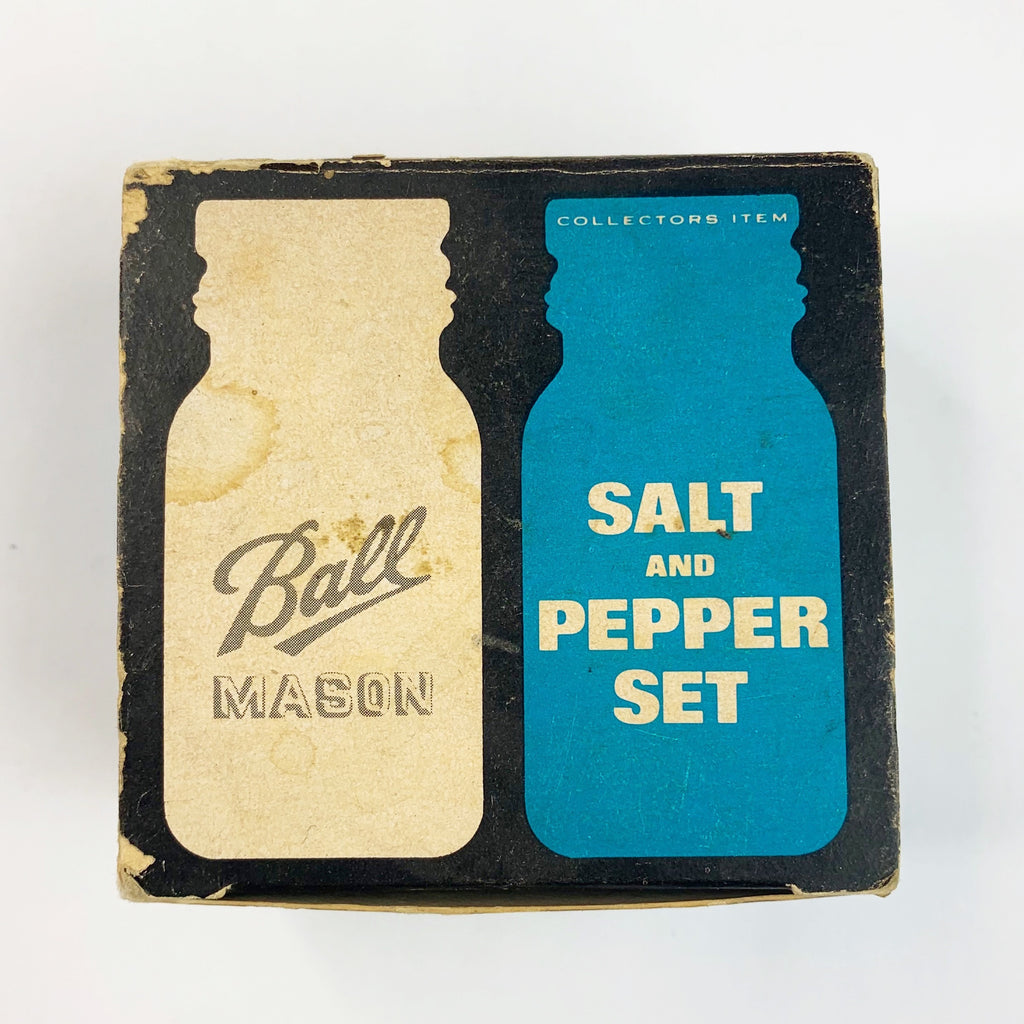 Ball
MASON
COLLECTORS ITEM
SALT
AND
PEPPER
SET